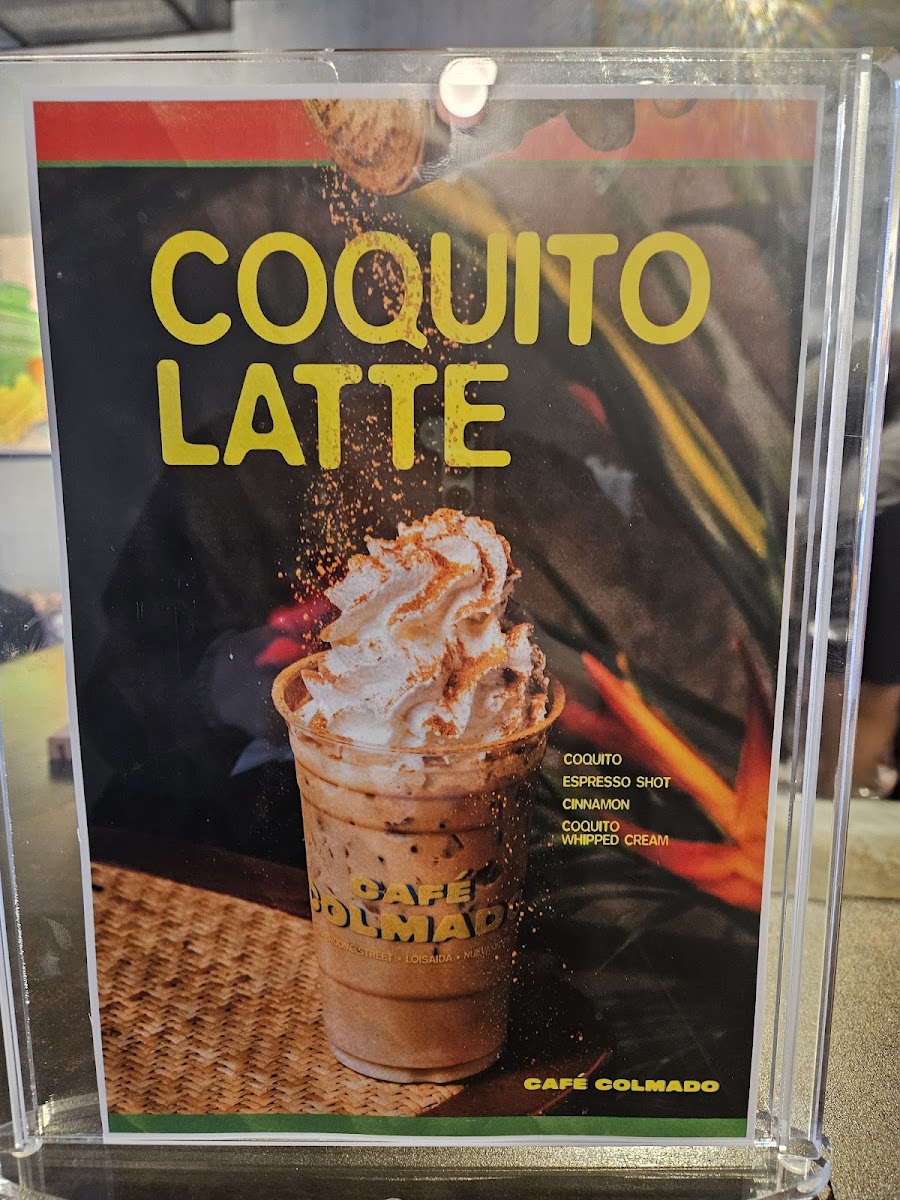 COQUITO
LATTE
COQUITO
ESPRESSO SHOT
CINNAMON
COQUITO
WHIPPED CREAM
CAFÉ
COLMADO
STREET • LOISAIDA •
CAFÉ COLMADO